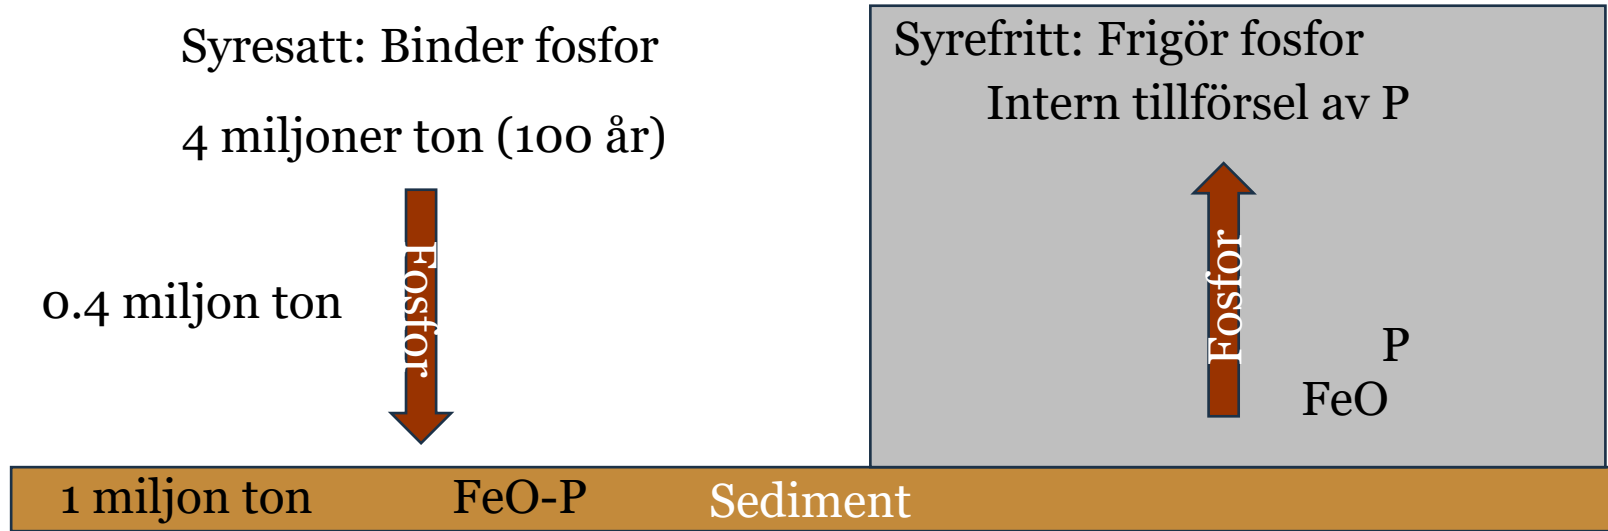 Syresatt: Binder fosfor
4 miljoner ton (100 år)
Fosfor
0.4 miljon ton
Syrefritt: Frigör fosfor
Intern tillförsel av P
Fosfor
P
FeO
1 miljon ton
FeO-P
Sediment